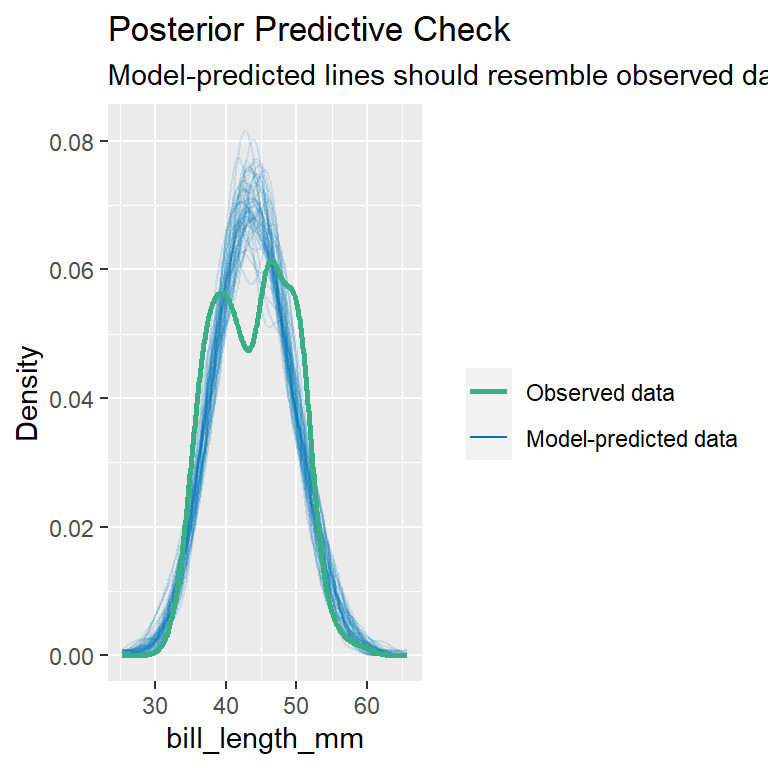 Posterior Predictive Check
Model-predicted lines should resemble observed da
0.08
0.06
0.04
0.02
0.00
Density
30 40 50 60
bill_length_mm
Observed data
Model-predicted data